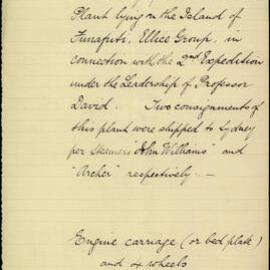 Plant lying on the Island of
Funafuti, Ellice Group, in
connection with the 2nd Expedition
under the Leadership of Professor
David. Two consignments of
this plant were shipped to Sydney
per Steamers "John Williams" and
"Archer" respectively. —
Engine carriage (or bed plate)
and 4 wheels